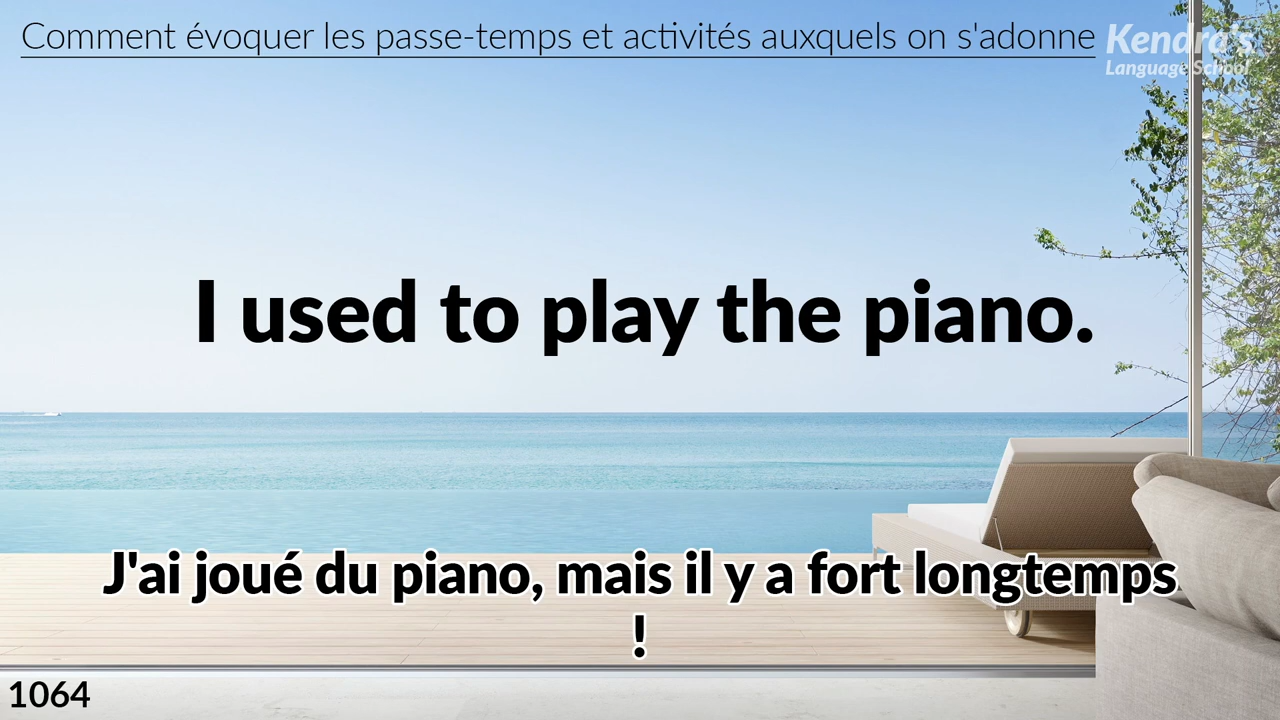 Comment évoquer les passe-temps et activités auxquels on s'adonne
Kendra's
Language School
I used to play the piano.
J'ai joué du piano, mais il y a fort longtemps
!
1064